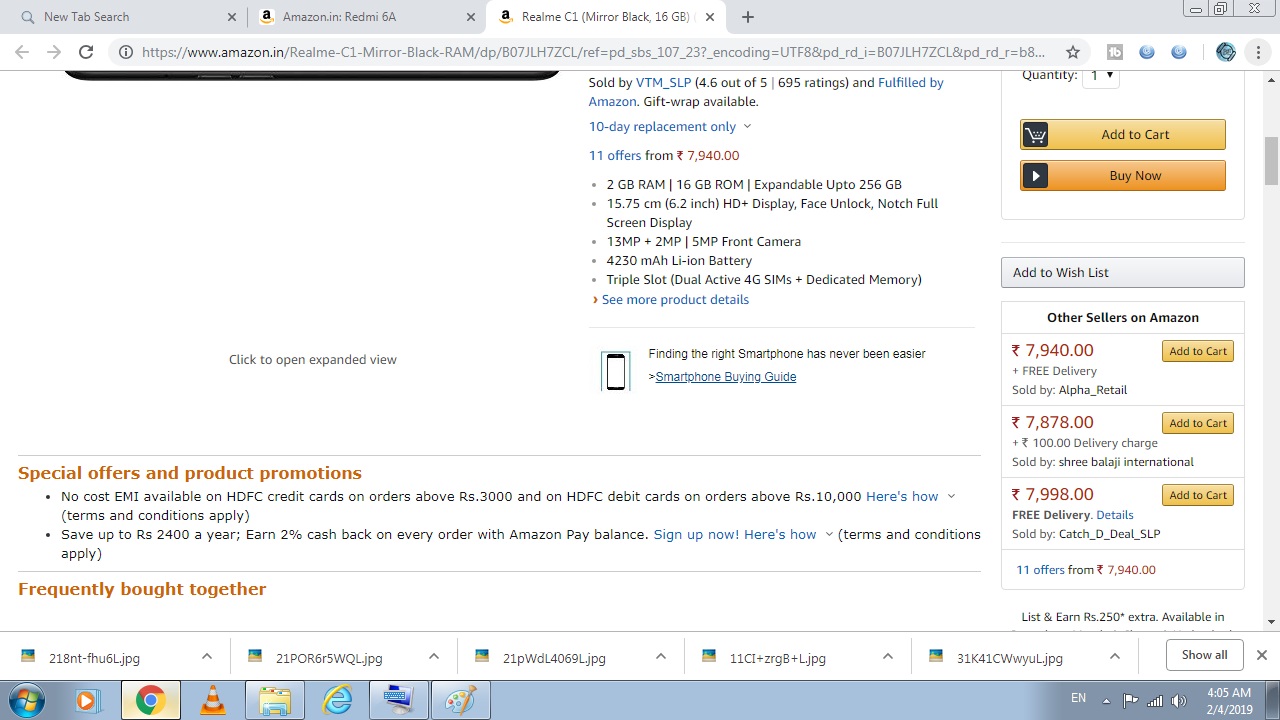 New Tab Search
Amazon.in: Redmi 6A
Realme C1 (Mirror Black, 16 GB) (
https://www.amazon.in/Realme-C1-Mirror-Black-RAM/dp/B07JLH7ZCL/ref=pd_sbs_107_23?_encoding=UTF8&pd_rd_i=B07JLH7ZCL&pd_rd_r=b8...
Sold by VTM_SLP (4.6 out of 5 | 695 ratings) and Fulfilled by
Amazon. Gift-wrap available.
10-day replacement only
11 offers from ₹ 7,940.00
• 2 GB RAM | 16 GB ROM | Expandable Upto 256 GB
• 15.75 cm (6.2 inch) HD+ Display, Face Unlock, Notch Full
Screen Display
• 13MP + 2MP | 5MP Front Camera
• 4230 mAh Li-ion Battery
• Triple Slot (Dual Active 4G SIMs + Dedicated Memory)
› See more product details
Click to open expanded view
Finding the right Smartphone has never been easier
>Smartphone Buying Guide
Quantity: 1
Add to Cart
Buy Now
Add to Wish List
Other Sellers on Amazon
₹ 7,940.00
Add to Cart
+ FREE Delivery
Sold by: Alpha_Retail
₹ 7,878.00
Add to Cart
+ ₹ 100.00 Delivery charge
Sold by: shree balaji international
₹ 7,998.00
Add to Cart
FREE Delivery. Details
Sold by: Catch_D_Deal_SLP
11 offers from ₹ 7,940.00
List & Earn Rs.250* extra. Available in
Special offers and product promotions
• No cost EMI available on HDFC credit cards on orders above Rs.3000 and on HDFC debit cards on orders above Rs.10,000 Here's how
(terms and conditions apply)
• Save up to Rs 2400 a year; Earn 2% cash back on every order with Amazon Pay balance. Sign up now! Here's how (terms and conditions
apply)
Frequently bought together
218nt-fhu6L.jpg
21POR6r5WQL.jpg
21pWdL4069L.jpg
11CI+zrgB+L.jpg
31K41CWwyuL.jpg
Show all
EN
4:05 AM
2/4/2019